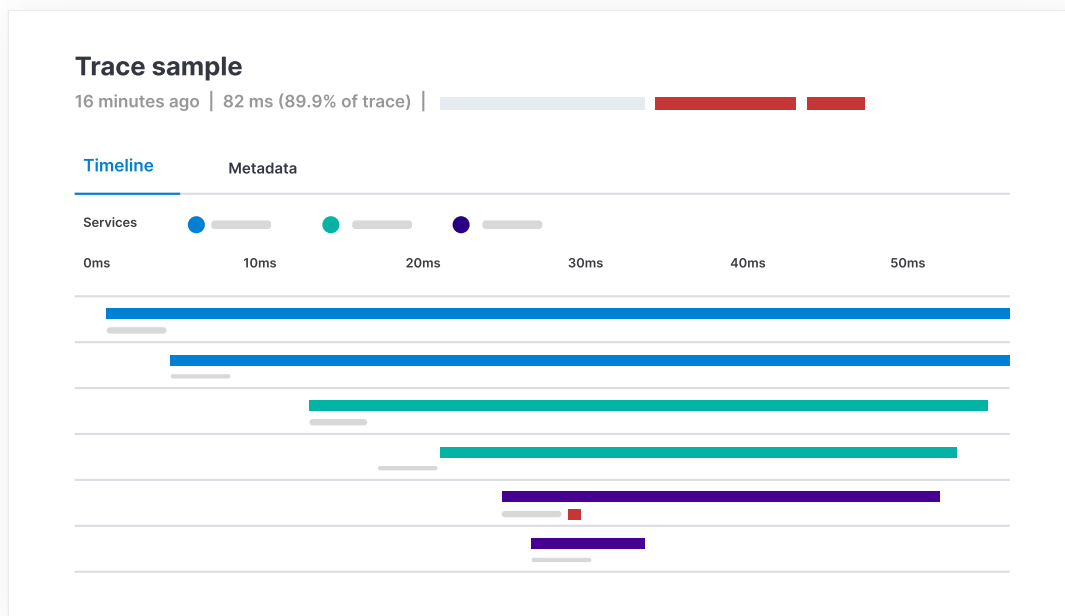 Trace sample
16 minutes ago | 82 ms (89.9% of trace) |
Timeline Metadata
Services
0ms 10ms 20ms 30ms 40ms 50ms